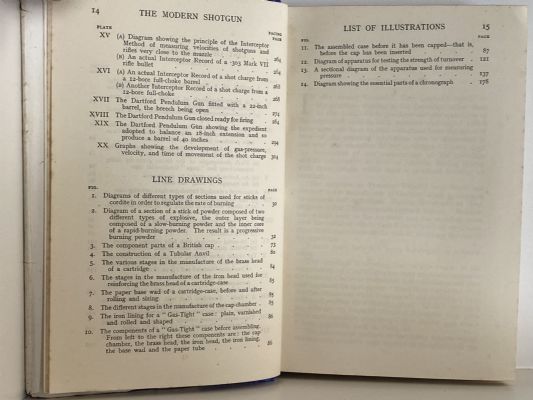 14 THE MODERN SHOTGUN
PLATE FACING PAGE
XV (A) Diagram showing the principle of the Interceptor
Method of measuring velocities of shotguns and
rifles very close to the muzzle . . . . 264
(B) An actual Interceptor Record of a ·303 Mark VII
rifle bullet . . . . . 264
XVI (A) An actual Interceptor Record of a shot charge from
a 12-bore full-choke barrel . . . . 268
(B) Another Interceptor Record of a shot charge from a
12-bore full-choke . . . . 268
XVII The Dartford Pendulum Gun fitted with a 22-inch
barrel, the breech being open . . . 274
XVIII The Dartford Pendulum Gun closed ready for firing . 284
XIX The Dartford Pendulum Gun showing the expedient
adopted to balance an 18-inch extension and to
produce a barrel of 40 inches . . . 294
XX Graphs showing the development of gas-pressure,
velocity, and time of movement of the shot charge 304
LINE DRAWINGS
FIG. PAGE
1. Diagrams of different types of sections used for sticks of
cordite in order to regulate the rate of burning . . 30
2. Diagram of a section of a stick of powder composed of two
different types of explosive, the outer layer being
composed of a slow-burning powder and the inner core
of a rapid-burning powder. The result is a progressive
burning powder . . . . 32
3. The component parts of a British cap . . . 73
4. The construction of a Tubular Anvil . . . 80
5. The various stages in the manufacture of the brass head
of a cartridge . . . . 84
6. The stages in the manufacture of the iron head used for
reinforcing the brass head of a cartridge-case . . 85
7. The paper base wad of a cartridge-case, before and after
rolling and sizing . . . . 85
8. The different stages in the manufacture of the cap chamber . 85
9. The iron lining for a " Gas-Tight " case: plain, varnished
and rolled and shaped . . . . 86
10. The components of a " Gas-Tight " case before assembling.
From left to right these components are: the cap
chamber, the brass head, the iron head, the iron lining,
the base wad and the paper tube . . . 86
LIST OF ILLUSTRATIONS 15
FIG. PAGE
11. The assembled case before it has been capped—that is,
before the cap has been inserted . . . 87
12. Diagram of apparatus for testing the strength of turnover . 121
13. A sectional diagram of the apparatus used for measuring
pressure . . . . . 137
14. Diagram showing the essential parts of a chronograph . 178